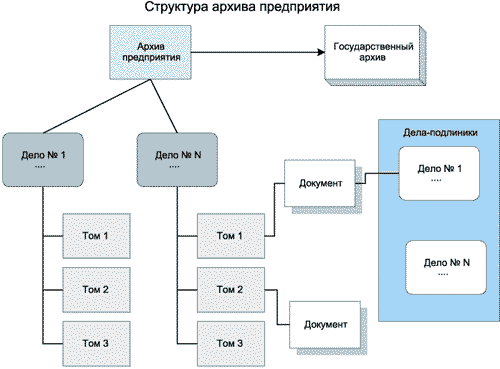 Структура архива предприятия
Архив
предприятия
Государственный
архив
Дела-подлиники
Дело № 1
....
Дело № N
....
Документ
Дело № 1
....
Том 1
Том 1
Дело № N
....
Том 2
Том 2
Документ
Том 3
Том 3